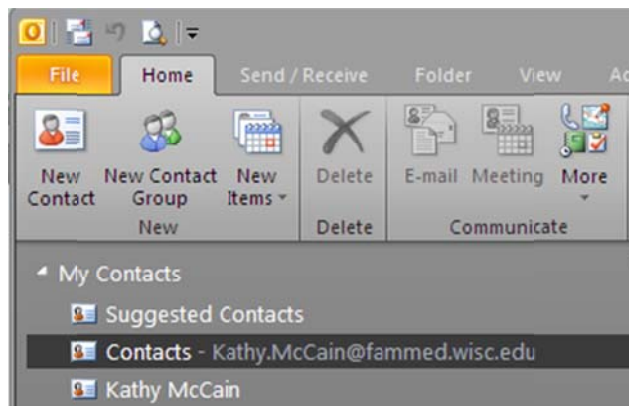 File Home Send / Receive Folder View
New Contact New Contact Group New Items Delete E-mail Meeting More
New Delete Communicate
My Contacts
Suggested Contacts
Contacts - Kathy.McCain@fammed.wisc.edu
Kathy McCain